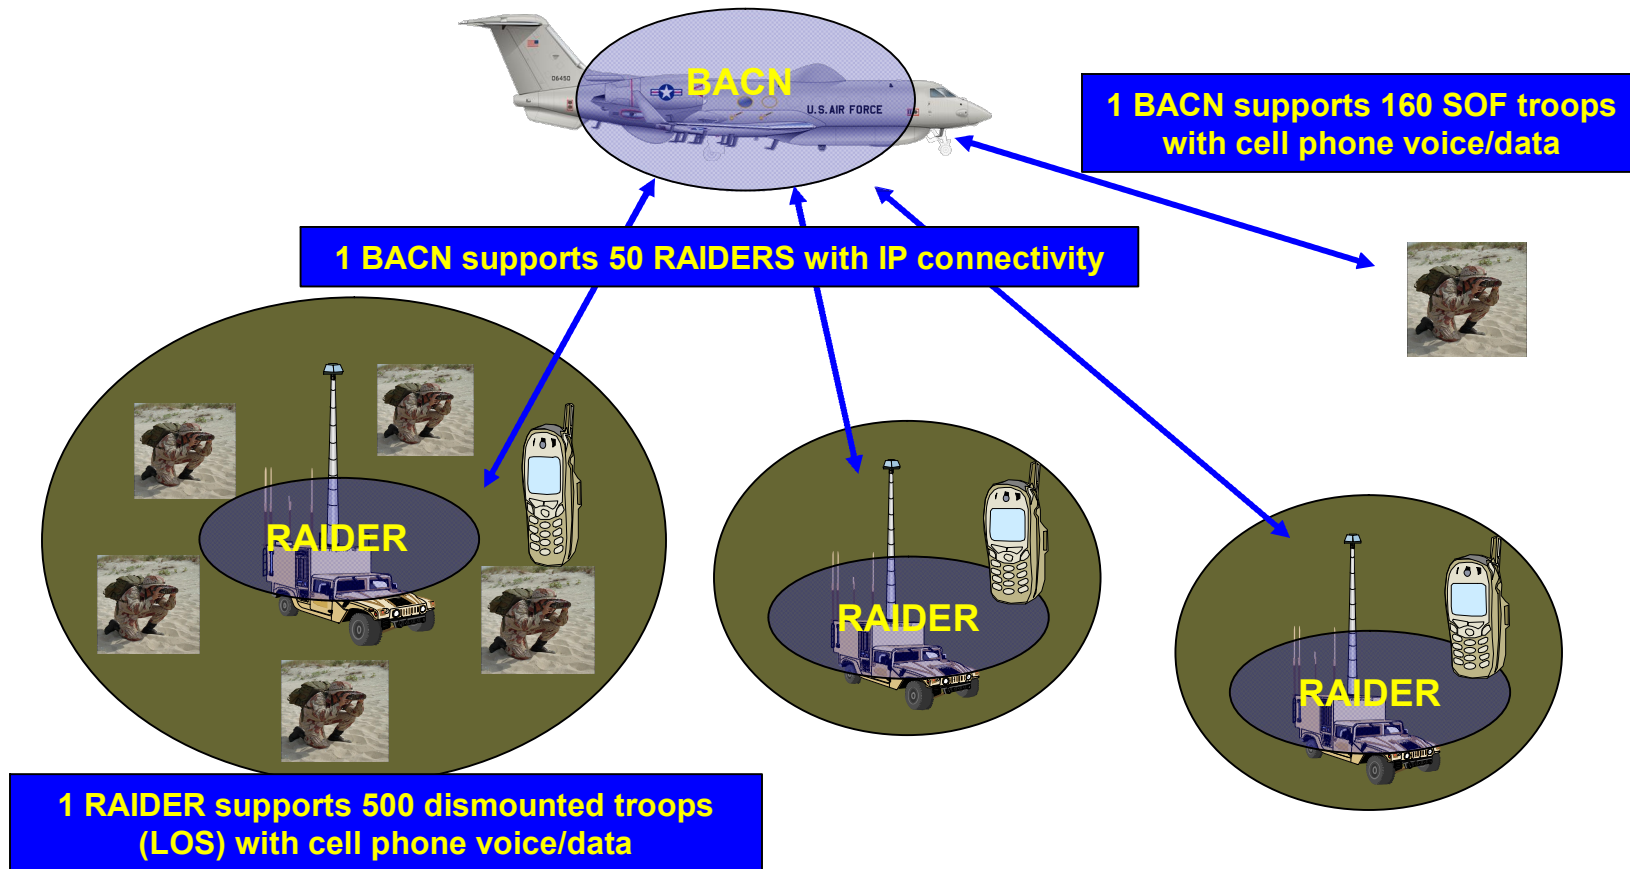 BACN
06450
U.S. AIR FORCE
1 BACN supports 160 SOF troops
with cell phone voice/data
1 BACN supports 50 RAIDERS with IP connectivity
RAIDER
RAIDER
RAIDER
1 RAIDER supports 500 dismounted troops
(LOS) with cell phone voice/data